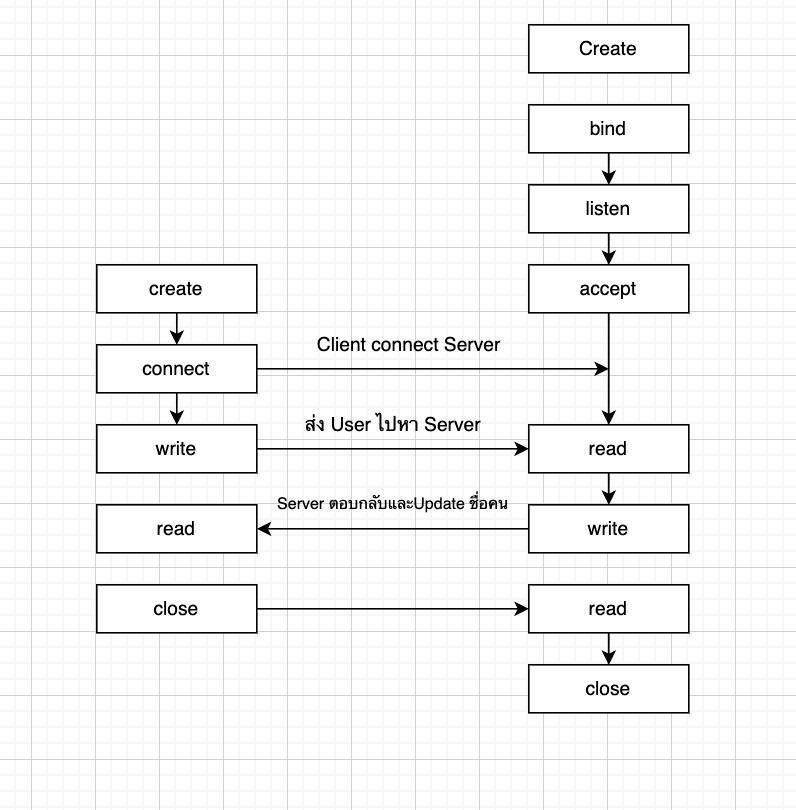 Create
bind
listen
create
accept
Client connect Server
connect
ส่ง User ไปหา Server
write
read
Server ตอบกลับและUpdate ชื่อคน
read
write
close
read
close